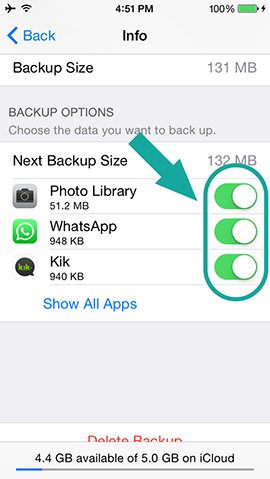 4:51 PM 100%
Back Info
Backup Size 131 MB
BACKUP OPTIONS
Choose the data you want to back up.
Next Backup Size 132 MB
Photo Library
51.2 MB
WhatsApp
948 KB
kik
Kik
940 KB
Show All Apps
Delete Backup
4.4 GB available of 5.0 GB on iCloud